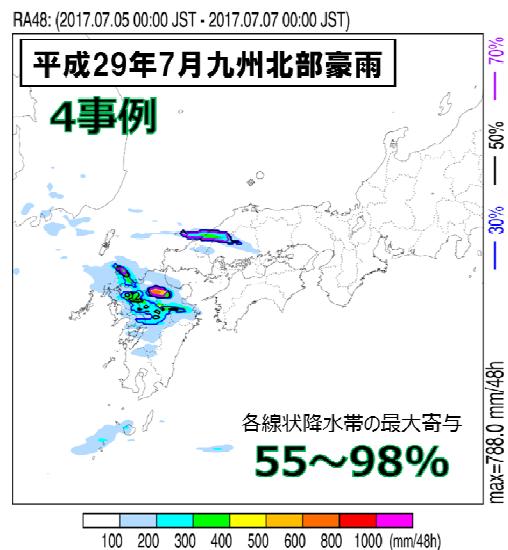 RA48: (2017.07.05 00:00 JST - 2017.07.07 00:00 JST)
平成29年7月九州北部豪雨
4事例
70%
50%
30%
max=788.0 mm/48h
各線状降水帯の最大寄与
55～98%
100 200 300 400 500 600 800 1000 (mm/48h)